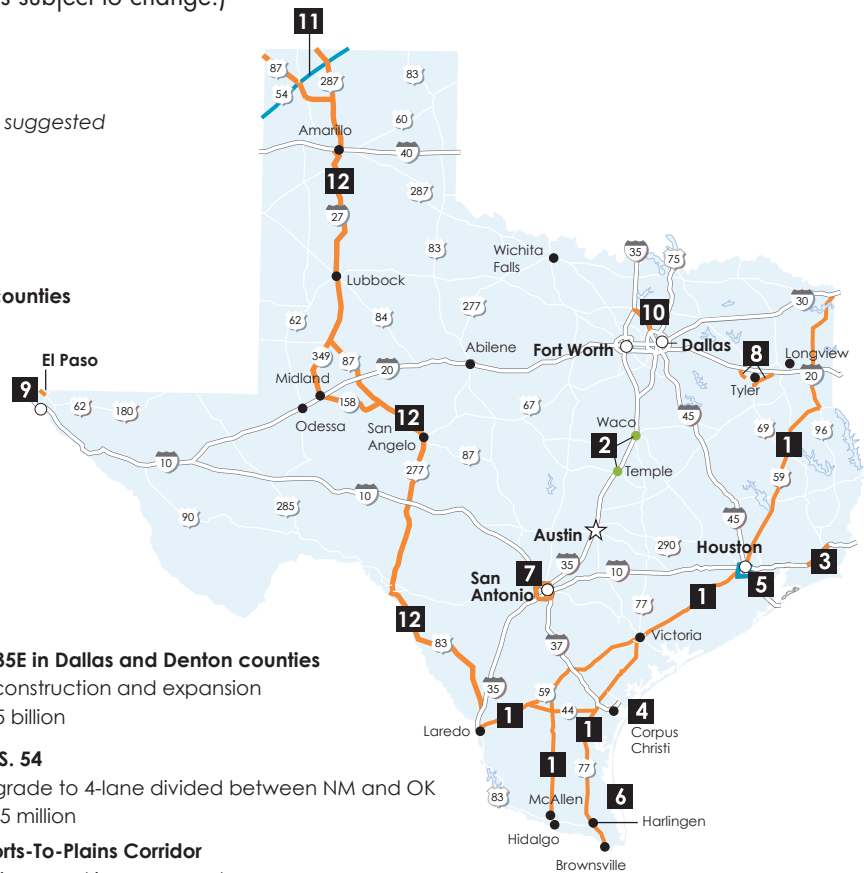 s subject to change.)
11
87
287
83
54
suggested
60
Amarillo
40
12
287
27
83
Wichita
Falls
35
75
Lubbock
ounties
277
30
62
84
10
349
87
Abilene
Fort Worth
Dallas
8
Longview
El Paso
20
9
Midland
Tyler
20
62
180
158
12
67
45
Odessa
San
Angelo
Waco
2
69
96
1
87
277
Temple
59
10
10
285
90
45
Austin
290
Houston
3
7
35
10
5
San
Antonio
77
1
12
Victoria
83
37
35E in Dallas and Denton counties
construction and expansion
35
59
1
44
4
5 billion
Laredo
1
Corpus
Christi
S. 54
1
77
grade to 4-lane divided between NM and OK
83
McAllen
6
5 million
Harlingen
Hidalgo
orts-To-Plains Corridor
Brownsville